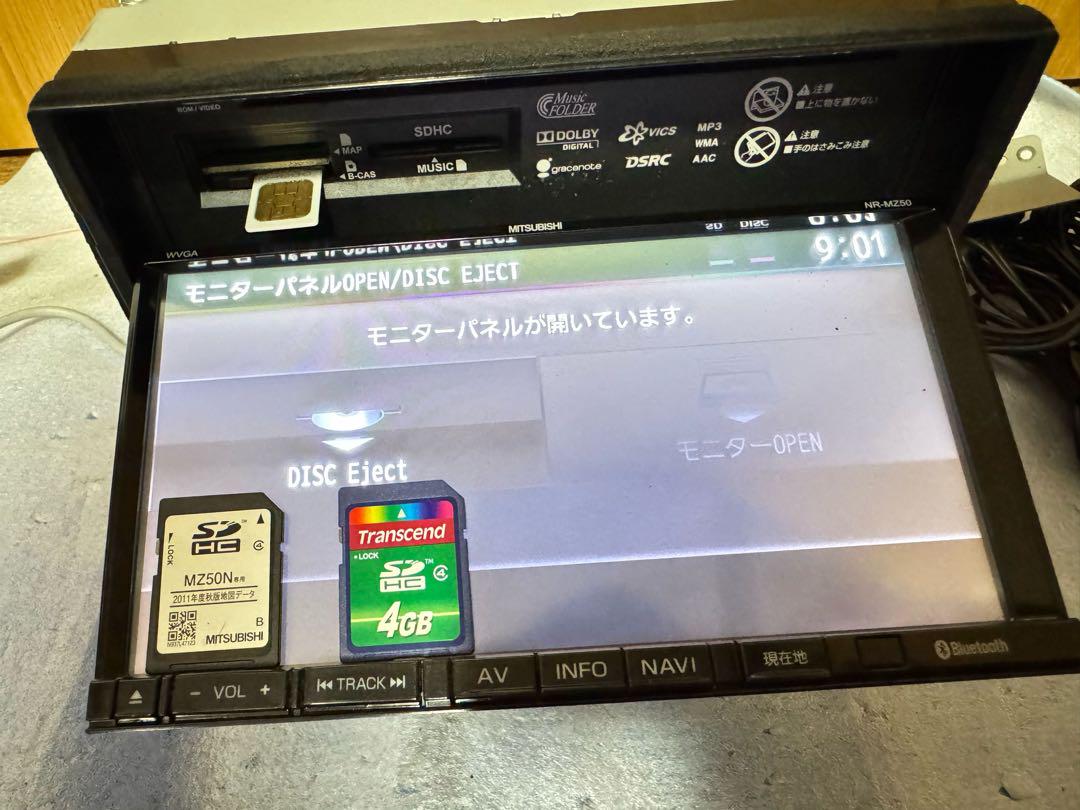 ROM / VIDEO
MAP
B-CAS
SDHC
MUSIC
Music
FOLDER
DOLBY
DIGITAL
VICS
MP3
WMA
AAC
gracenote
DSRC
注意
■上に物を置かない
注意
■手のはさみこみ注意
WVGA
MITSUBISHI
NR-MZ50
SD
DISC
9:01
モニターパネルOPEN/DISC EJECT
モニターパネルが開いています。
DISC Eject
モニターOPEN
SD
HC
TM
4
LOCK
MZ50N専用
2011年度秋版地図データ
B
MITSUBISHI
Transcend
LOCK
SD
HC
TM
4
4GB
− VOL +
TRACK
AV
INFO
NAVI
現在地
Bluetooth